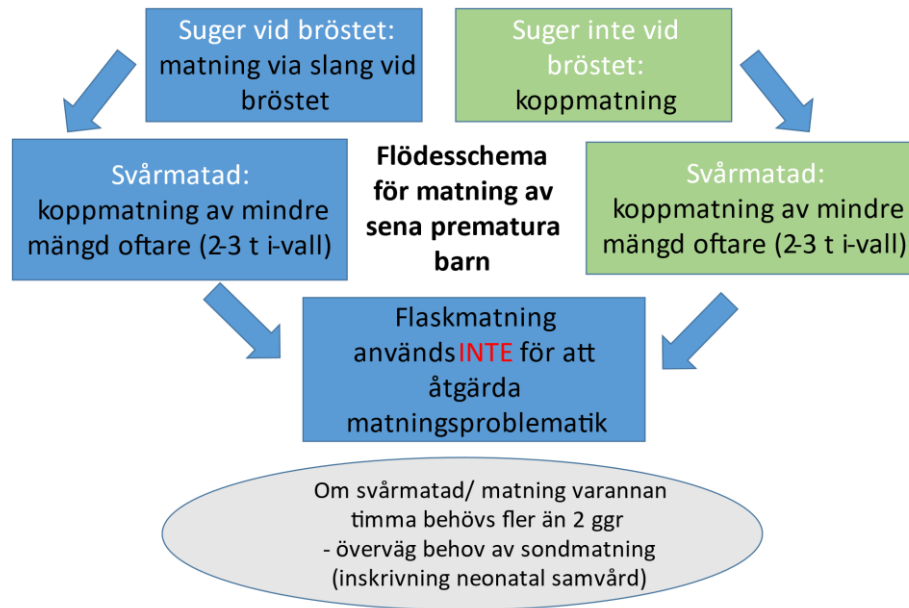 Suger vid bröstet:
matning via slang vid
bröstet
Suger inte vid
bröstet:
koppmatning
Svårmatad:
koppmatning av mindre
mängd oftare (2-3 t i-vall)
Flödesschema
för matning av
sena prematura
barn
Svårmatad:
koppmatning av mindre
mängd oftare (2-3 t i-vall)
Flaskmatning
används INTE för att
åtgärda
matningsproblematik
Om svårmatad/ matning varannan
timma behövs fler än 2 ggr
- överväg behov av sondmatning
(inskrivning neonatal samvård)